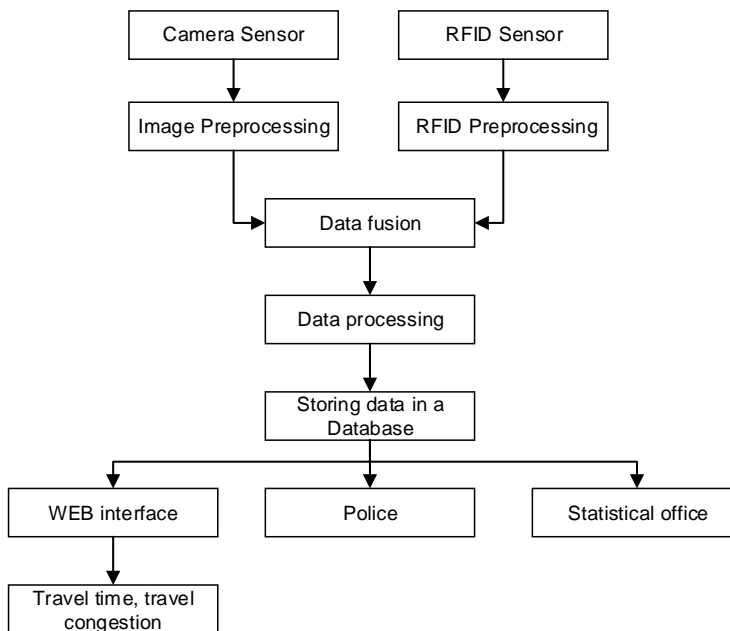 Camera Sensor
RFID Sensor
Image Preprocessing
RFID Preprocessing
Data fusion
Data processing
Storing data in a
Database
WEB interface
Police
Statistical office
Travel time, travel
congestion